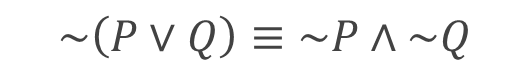 ~(P ∨ Q) ≡ ~P ∧ ~Q